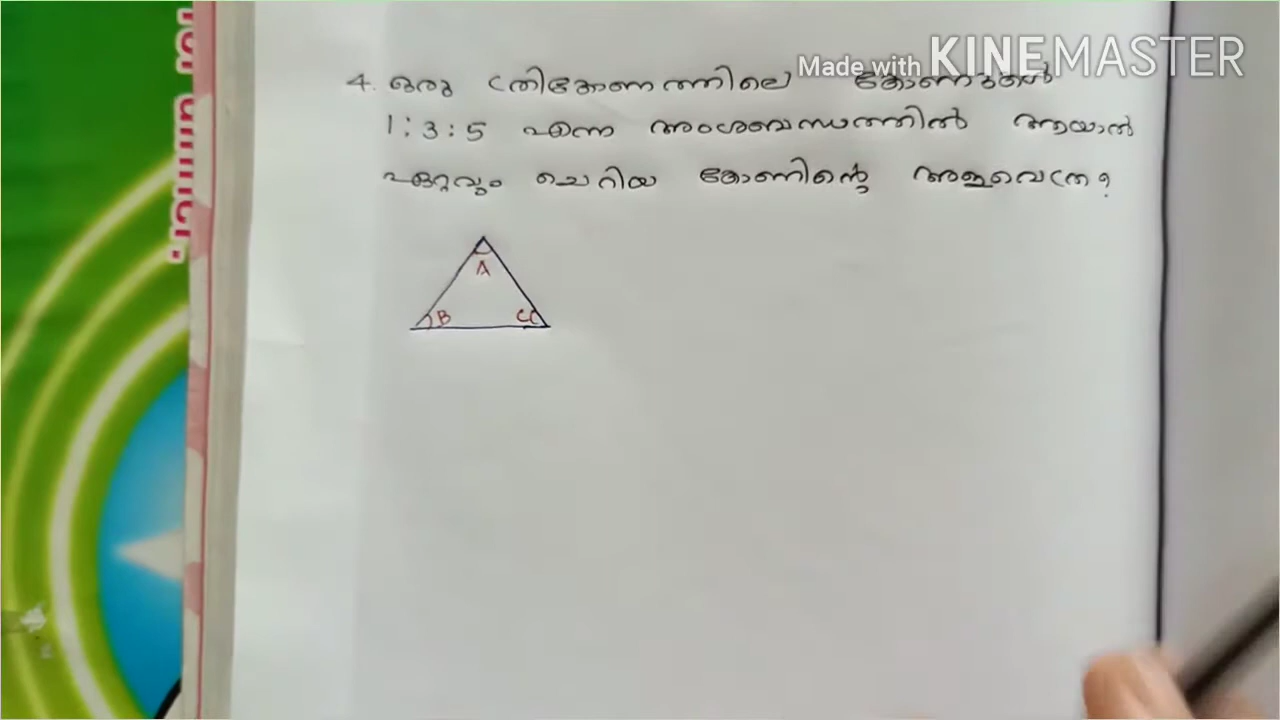 Made with KINEMASTER
4. ഒരു ത്രികോണത്തിലെ കോണുകൾ
1:3:5 എന്ന അംശബന്ധത്തിൽ ആയാൽ
ഏറ്റവും ചെറിയ കോണിന്റെ അളവെത്ര?
A
B C